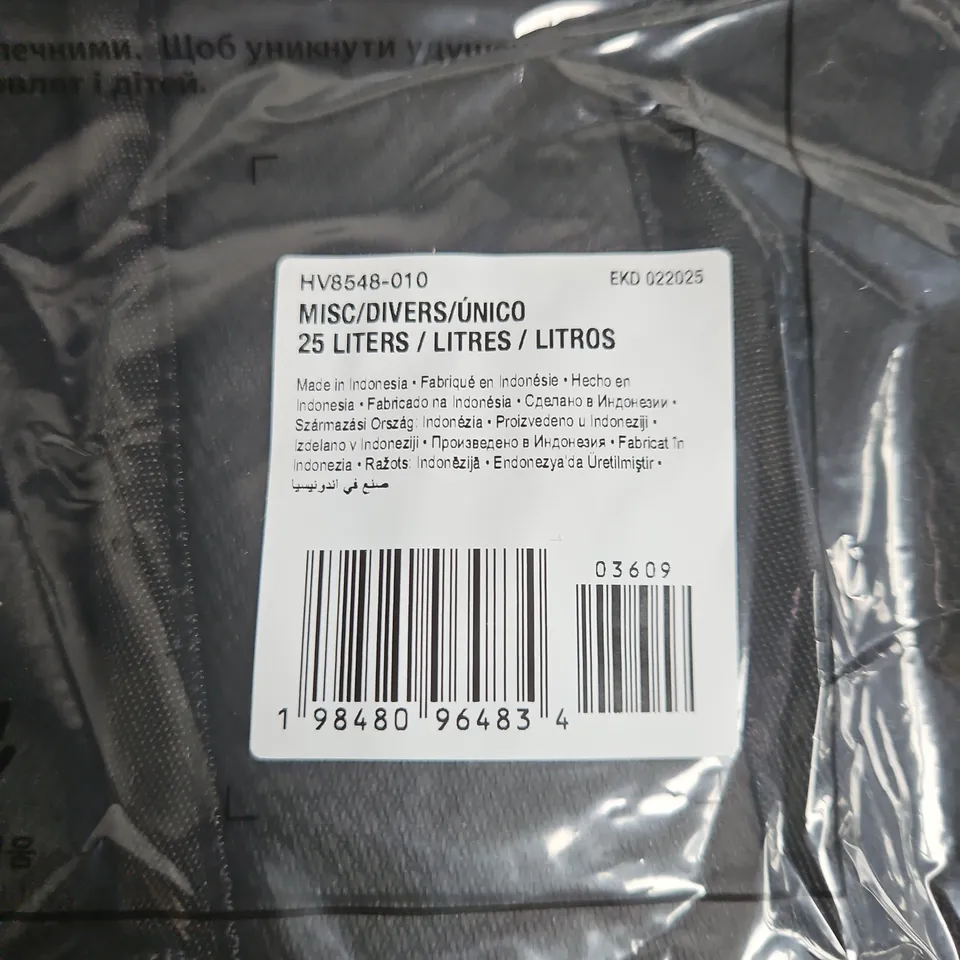 печними. Щоб уникнути
і дітей.
HV8548-010
EKD 022025
MISC/DIVERS/ÚNICO
25 LITERS / LITRES / LITROS
Made in Indonesia • Fabriqué en Indonésie • Hecho en
Indonesia • Fabricado na Indonésia • Сделано в Индонезии •
Származási Ország: Indonézia • Proizvedeno u Indoneziji •
Izdelano v Indoneziji • Произведено в Индонезия • Fabricat în
Indonezia • Ražots: Indonēzijā • Endonezya'da Üretilmiştir •
صنع في اندونيسيا
03609
1 98480 96483 4